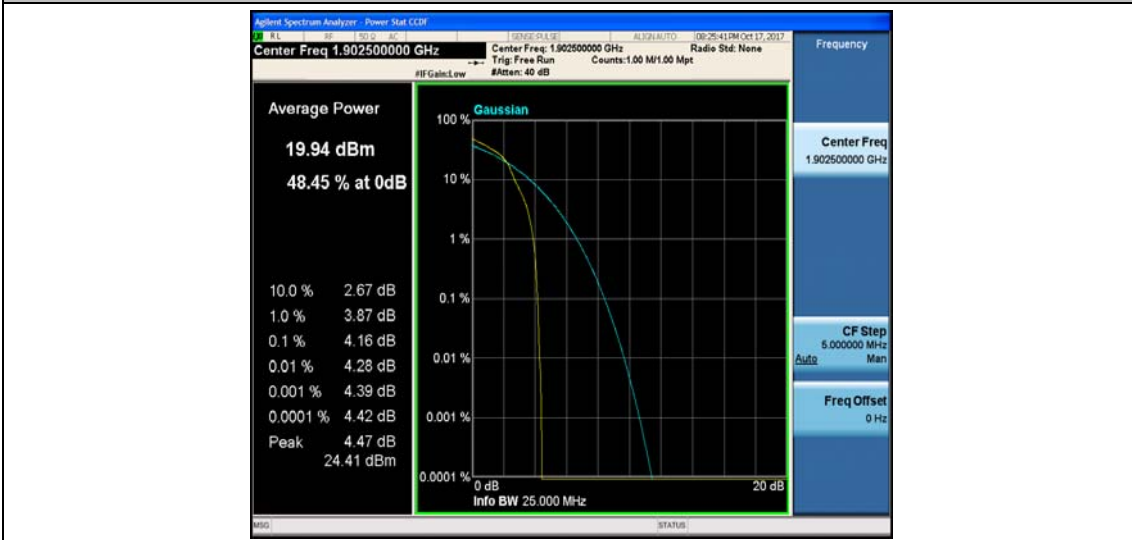 Agilent Spectrum Analyzer - Power Stat CCDF
RL RF 50 Ω AC SENSE:PULSE ALIGN AUTO 08:25:41 PM Oct 17, 2017
Center Freq 1.902500000 GHz
Center Freq: 1.902500000 GHz Radio Std: None
Trig: Free Run Counts:1.00 M/1.00 Mpt
#IFGain:Low #Atten: 40 dB
Frequency
Average Power
19.94 dBm
48.45 % at 0dB
10.0 % 2.67 dB
1.0 % 3.87 dB
0.1 % 4.16 dB
0.01 % 4.28 dB
0.001 % 4.39 dB
0.0001 % 4.42 dB
Peak 4.47 dB
24.41 dBm
Gaussian
100 %
10 %
1 %
0.1 %
0.01 %
0.001 %
0.0001 %
0 dB 20 dB
Info BW 25.000 MHz
Center Freq
1.902500000 GHz
CF Step
5.000000 MHz
Auto Man
Freq Offset
0 Hz
MSG STATUS